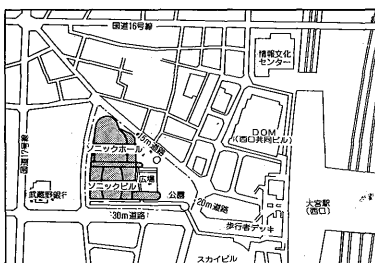 国道16号線
情報文化
センター
DOM
(西口共同ビル)
15m道路
ソニックホール
ソニックビル
広場
公園
武蔵野銀行
20m道路
30m道路
大宮駅
(西口)
歩行者デッキ
スカイビル